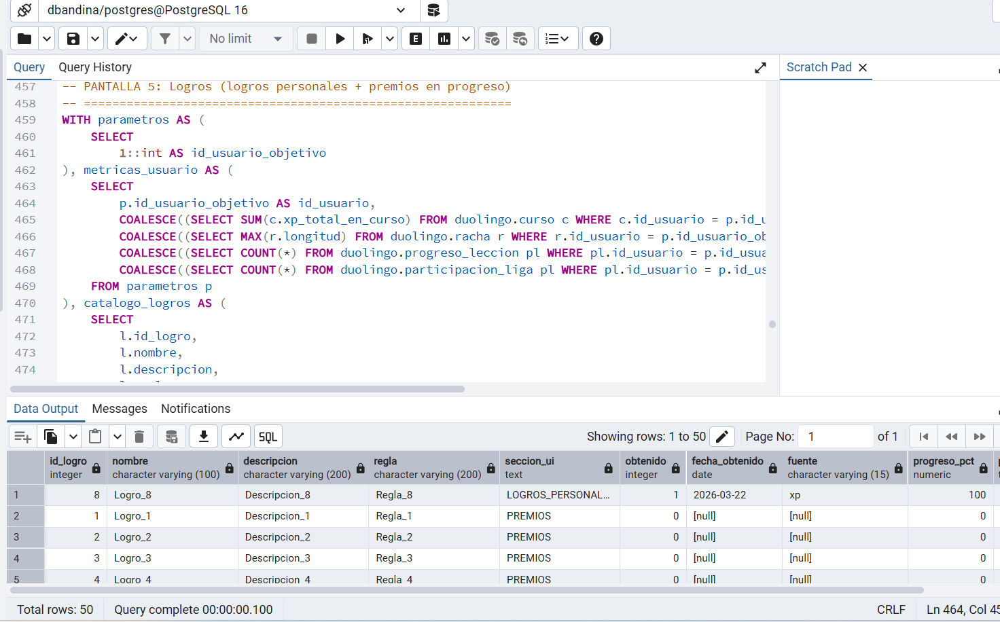 dbandina/postgres@PostgreSQL 16
No limit
Query Query History
Scratch Pad
457 -- PANTALLA 5: Logros (logros personales + premios en progreso)
458 -- ============================================================
459 WITH parametros AS (
460 SELECT
461 1::int AS id_usuario_objetivo
462 ), metricas_usuario AS (
463 SELECT
464 p.id_usuario_objetivo AS id_usuario,
465 COALESCE((SELECT SUM(c.xp_total_en_curso) FROM duolingo.curso c WHERE c.id_usuario = p.id_u
466 COALESCE((SELECT MAX(r.longitud) FROM duolingo.racha r WHERE r.id_usuario = p.id_usuario_ob
467 COALESCE((SELECT COUNT(*) FROM duolingo.progreso_leccion pl WHERE pl.id_usuario = p.id_usua
468 COALESCE((SELECT COUNT(*) FROM duolingo.participacion_liga pl WHERE pl.id_usuario = p.id_us
469 FROM parametros p
470 ), catalogo_logros AS (
471 SELECT
472 l.id_logro,
473 l.nombre,
474 l.descripcion,
Data Output Messages Notifications
SQL Showing rows: 1 to 50 Page No: 1 of 1
id_logro nombre descripcion regla seccion_ui obtenido fecha_obtenido fuente progreso_pct
integer character varying (100) character varying (200) character varying (200) text integer date character varying (15) numeric
1 8 Logro_8 Descripcion_8 Regla_8 LOGROS_PERSONAL... 1 2026-03-22 xp 100
2 1 Logro_1 Descripcion_1 Regla_1 PREMIOS 0 [null] [null] 0
3 2 Logro_2 Descripcion_2 Regla_2 PREMIOS 0 [null] [null] 0
4 3 Logro_3 Descripcion_3 Regla_3 PREMIOS 0 [null] [null] 0
5 4 Logro_4 Descripcion_4 Regla_4 PREMIOS 0 [null] [null] 0
Total rows: 50 Query complete 00:00:00.100 CRLF Ln 464, Col 45